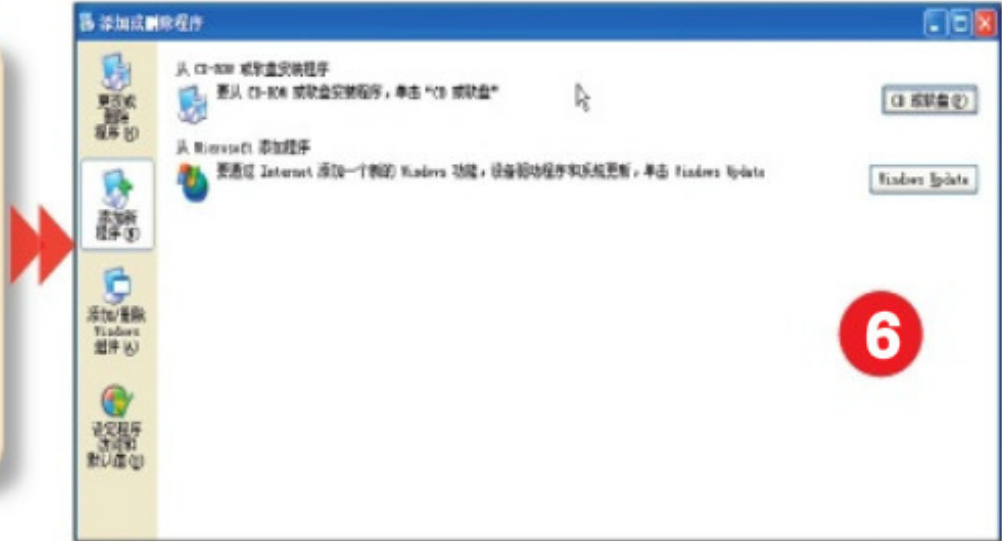 添加或删除程序
更改或
删除
程序(H)
添加新
程序(N)
添加/删除
Windows
组件(A)
设定程序
访问和
默认值(O)
从 CD-ROM 或软盘安装程序
要从 CD-ROM 或软盘安装程序，单击“CD 或软盘”
CD 或软盘(F)
从 Microsoft 添加程序
要通过 Internet 添加一个新的 Windows 功能，设备驱动程序和系统更新，单击 Windows Update
Windows Update
6